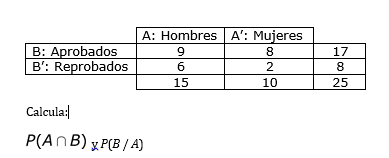 A: Hombres A′: Mujeres
B: Aprobados 9 8 17
B′: Reprobados 6 2 8
15 10 25
Calcula:
P(A ∩ B) y P(B / A)